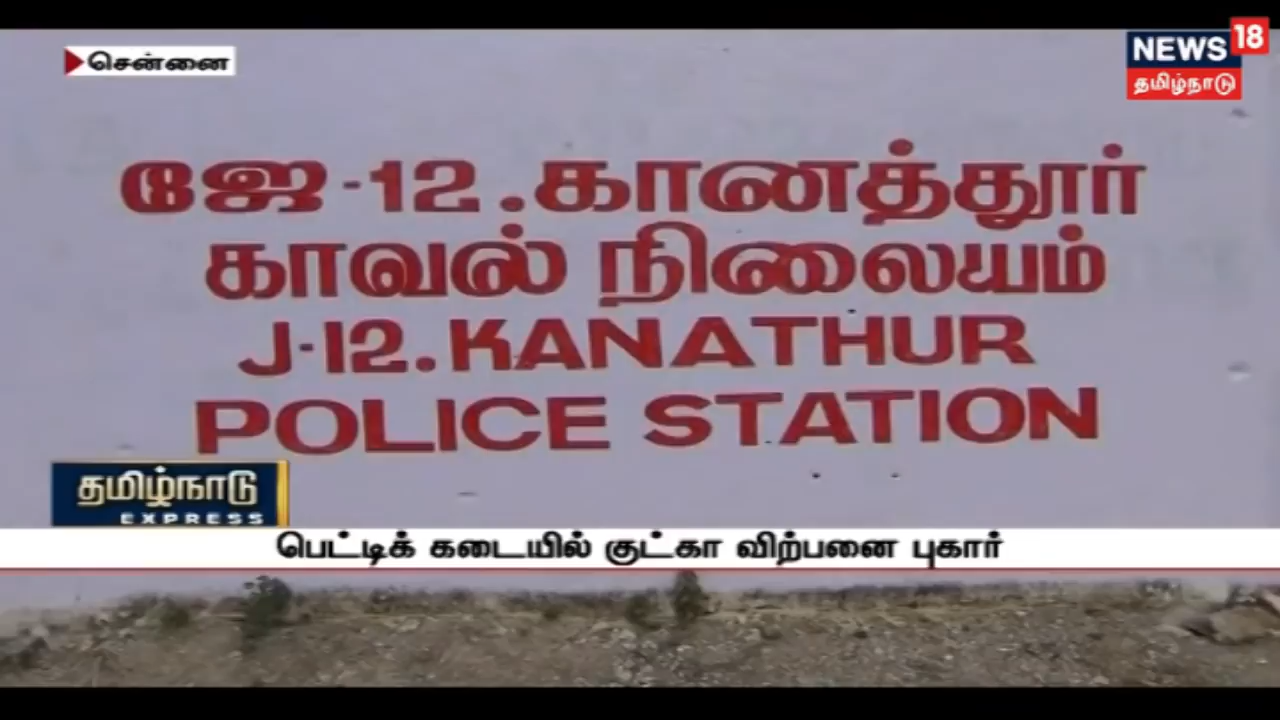 சென்னை
NEWS 18
தமிழ்நாடு
ஜே-12.கானத்தூர்
காவல் நிலையம்
J-12.KANATHUR
POLICE STATION
தமிழ்நாடு
EXPRESS
பெட்டிக் கடையில் குட்கா விற்பனை புகார்